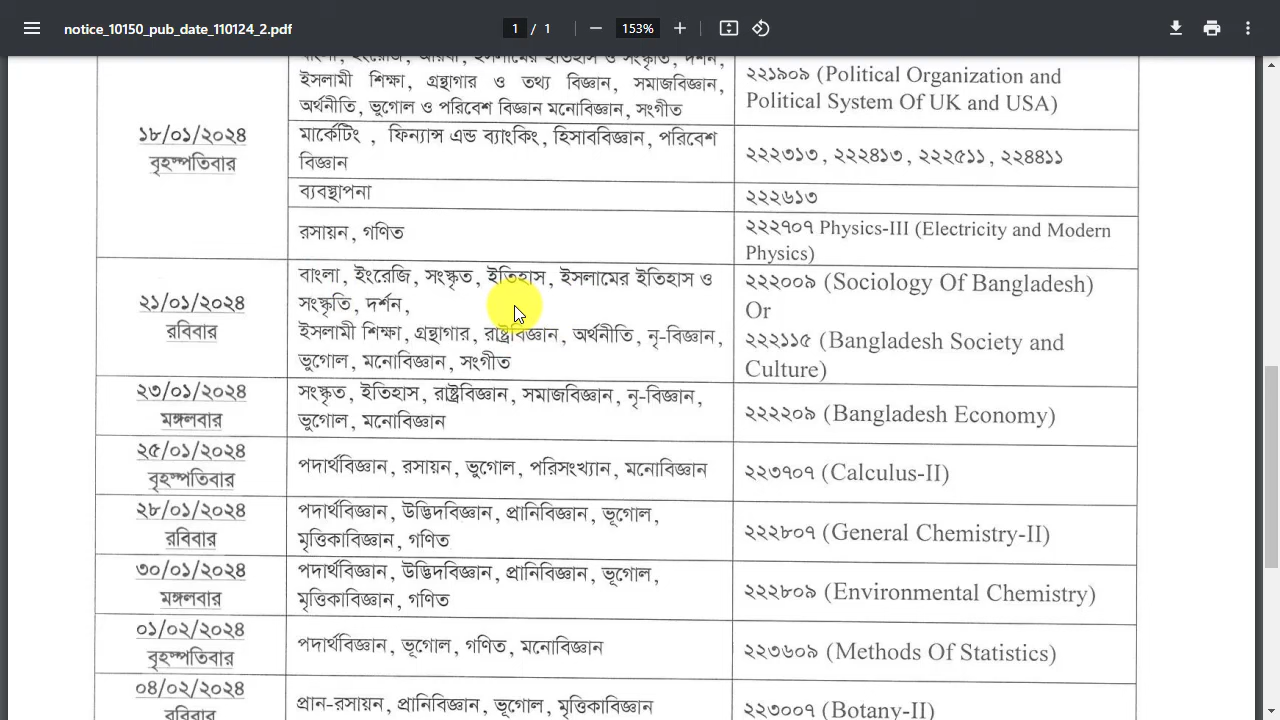 notice_10150_pub_date_110124_2.pdf
1 / 1
153%
বাংলা, ইংরেজি, আরবী, ইসলামের ইতিহাস ও সংস্কৃতি, দর্শন,
ইসলামী শিক্ষা, গ্রন্থাগার ও তথ্য বিজ্ঞান, সমাজবিজ্ঞান,
অর্থনীতি, ভূগোল ও পরিবেশ বিজ্ঞান মনোবিজ্ঞান, সংগীত
২২১৯০৯ (Political Organization and
Political System Of UK and USA)
১৮/০১/২০২৪
বৃহস্পতিবার
মার্কেটিং , ফিন্যান্স এন্ড ব্যাংকিং, হিসাববিজ্ঞান, পরিবেশ
বিজ্ঞান
২২২৩১৩, ২২২৪১৩, ২২২৫১১, ২২৪৪১১
ব্যবস্থাপনা
২২২৬১৩
রসায়ন, গণিত
২২২৭০৭ Physics-III (Electricity and Modern
Physics)
২১/০১/২০২৪
রবিবার
বাংলা, ইংরেজি, সংস্কৃত, ইতিহাস, ইসলামের ইতিহাস ও
সংস্কৃতি, দর্শন,
ইসলামী শিক্ষা, গ্রন্থাগার, রাষ্ট্রবিজ্ঞান, অর্থনীতি, নৃ-বিজ্ঞান,
ভূগোল, মনোবিজ্ঞান, সংগীত
২২২০০৯ (Sociology Of Bangladesh)
Or
২২২১১৫ (Bangladesh Society and
Culture)
২৩/০১/২০২৪
মঙ্গলবার
সংস্কৃত, ইতিহাস, রাষ্ট্রবিজ্ঞান, সমাজবিজ্ঞান, নৃ-বিজ্ঞান,
ভূগোল, মনোবিজ্ঞান
২২২২০৯ (Bangladesh Economy)
২৫/০১/২০২৪
বৃহস্পতিবার
পদার্থবিজ্ঞান, রসায়ন, ভূগোল, পরিসংখ্যান, মনোবিজ্ঞান
২২৩৭০৭ (Calculus-II)
২৮/০১/২০২৪
রবিবার
পদার্থবিজ্ঞান, উদ্ভিদবিজ্ঞান, প্রানিবিজ্ঞান, ভূগোল,
মৃত্তিকাবিজ্ঞান, গণিত
২২২৮০৭ (General Chemistry-II)
৩০/০১/২০২৪
মঙ্গলবার
পদার্থবিজ্ঞান, উদ্ভিদবিজ্ঞান, প্রানিবিজ্ঞান, ভূগোল,
মৃত্তিকাবিজ্ঞান, গণিত
২২২৮০৯ (Environmental Chemistry)
০১/০২/২০২৪
বৃহস্পতিবার
পদার্থবিজ্ঞান, ভূগোল, গণিত, মনোবিজ্ঞান
২২৩৬০৯ (Methods Of Statistics)
০৪/০২/২০২৪
রবিবার
প্রান-রসায়ন, প্রানিবিজ্ঞান, ভূগোল, মৃত্তিকাবিজ্ঞান
২২৩০০৭ (Botany-II)